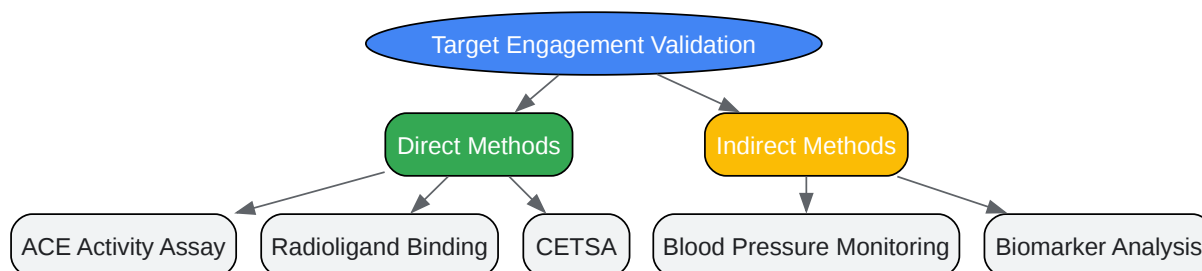 Target Engagement Validation
Direct Methods
Indirect Methods
ACE Activity Assay
Radioligand Binding
CETSA
Blood Pressure Monitoring
Biomarker Analysis